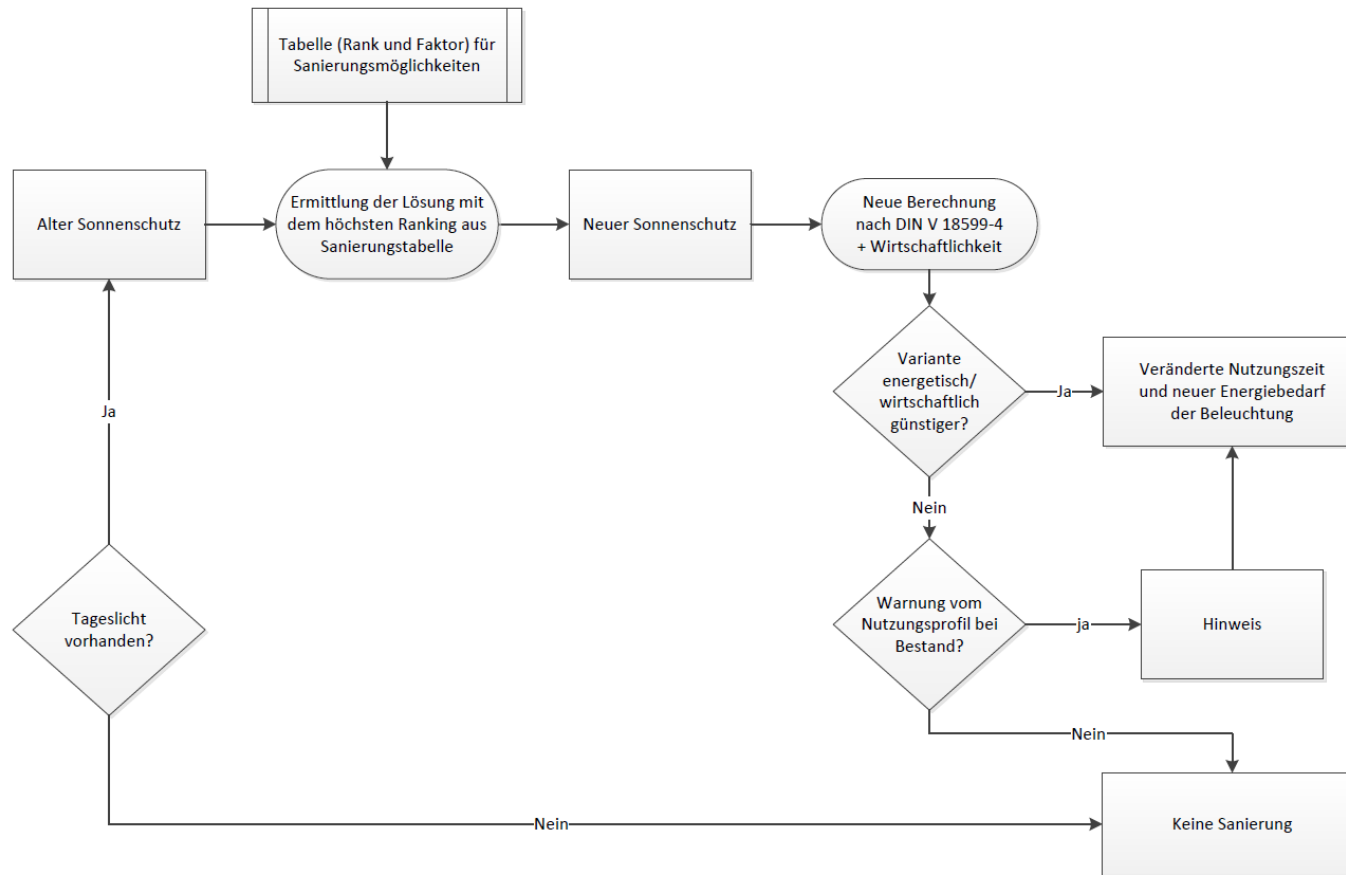 Tabelle (Rank und Faktor) für
Sanierungsmöglichkeiten
Alter Sonnenschutz
Ermittlung der Lösung mit
dem höchsten Ranking aus
Sanierungstabelle
Neuer Sonnenschutz
Neue Berechnung
nach DIN V 18599-4
+ Wirtschaftlichkeit
Variante
energetisch/
wirtschaftlich
günstiger?
Ja
Veränderte Nutzungszeit
und neuer Energiebedarf
der Beleuchtung
Ja
Nein
Tageslicht
vorhanden?
Warnung vom
Nutzungsprofil bei
Bestand?
ja
Hinweis
Nein
Nein
Keine Sanierung